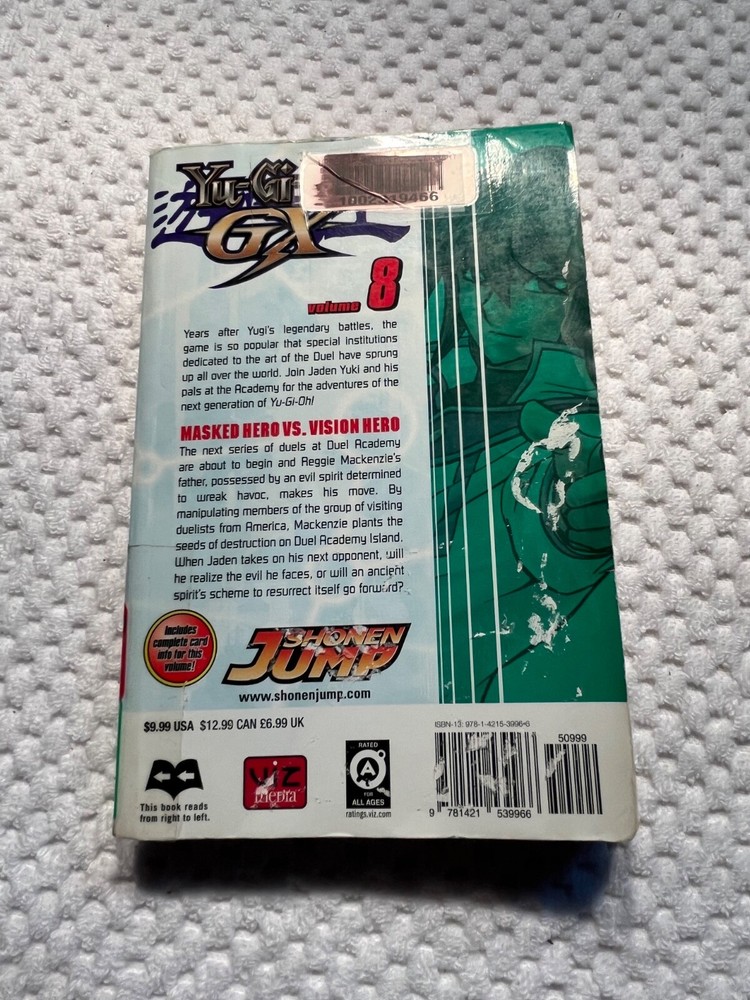 Yu-Gi-
GX
volume 8
Years after Yugi's legendary battles, the
game is so popular that special institutions
dedicated to the art of the Duel have sprung
up all over the world. Join Jaden Yuki and his
pals at the Academy for the adventures of the
next generation of Yu-Gi-Oh!
MASKED HERO VS. VISION HERO
The next series of duels at Duel Academy
are about to begin and Reggie Mackenzie's
father, possessed by an evil spirit determined
to wreak havoc, makes his move. By
manipulating members of the group of visiting
duelists from America, Mackenzie plants the
seeds of destruction on Duel Academy Island.
When Jaden takes on his next opponent, will
he realize the evil he faces, or will an ancient
spirit's scheme to resurrect itself go forward?
Includes
complete card
info for this
volume!
SHONEN
JUMP
www.shonenjump.com
$9.99 USA $12.99 CAN £6.99 UK
ISBN-13: 978-1-4215-3996-6
50999
This book reads
from right to left.
VIZ
media
RATED
A
FOR
ALL AGES
ratings.viz.com
9 781421 539966